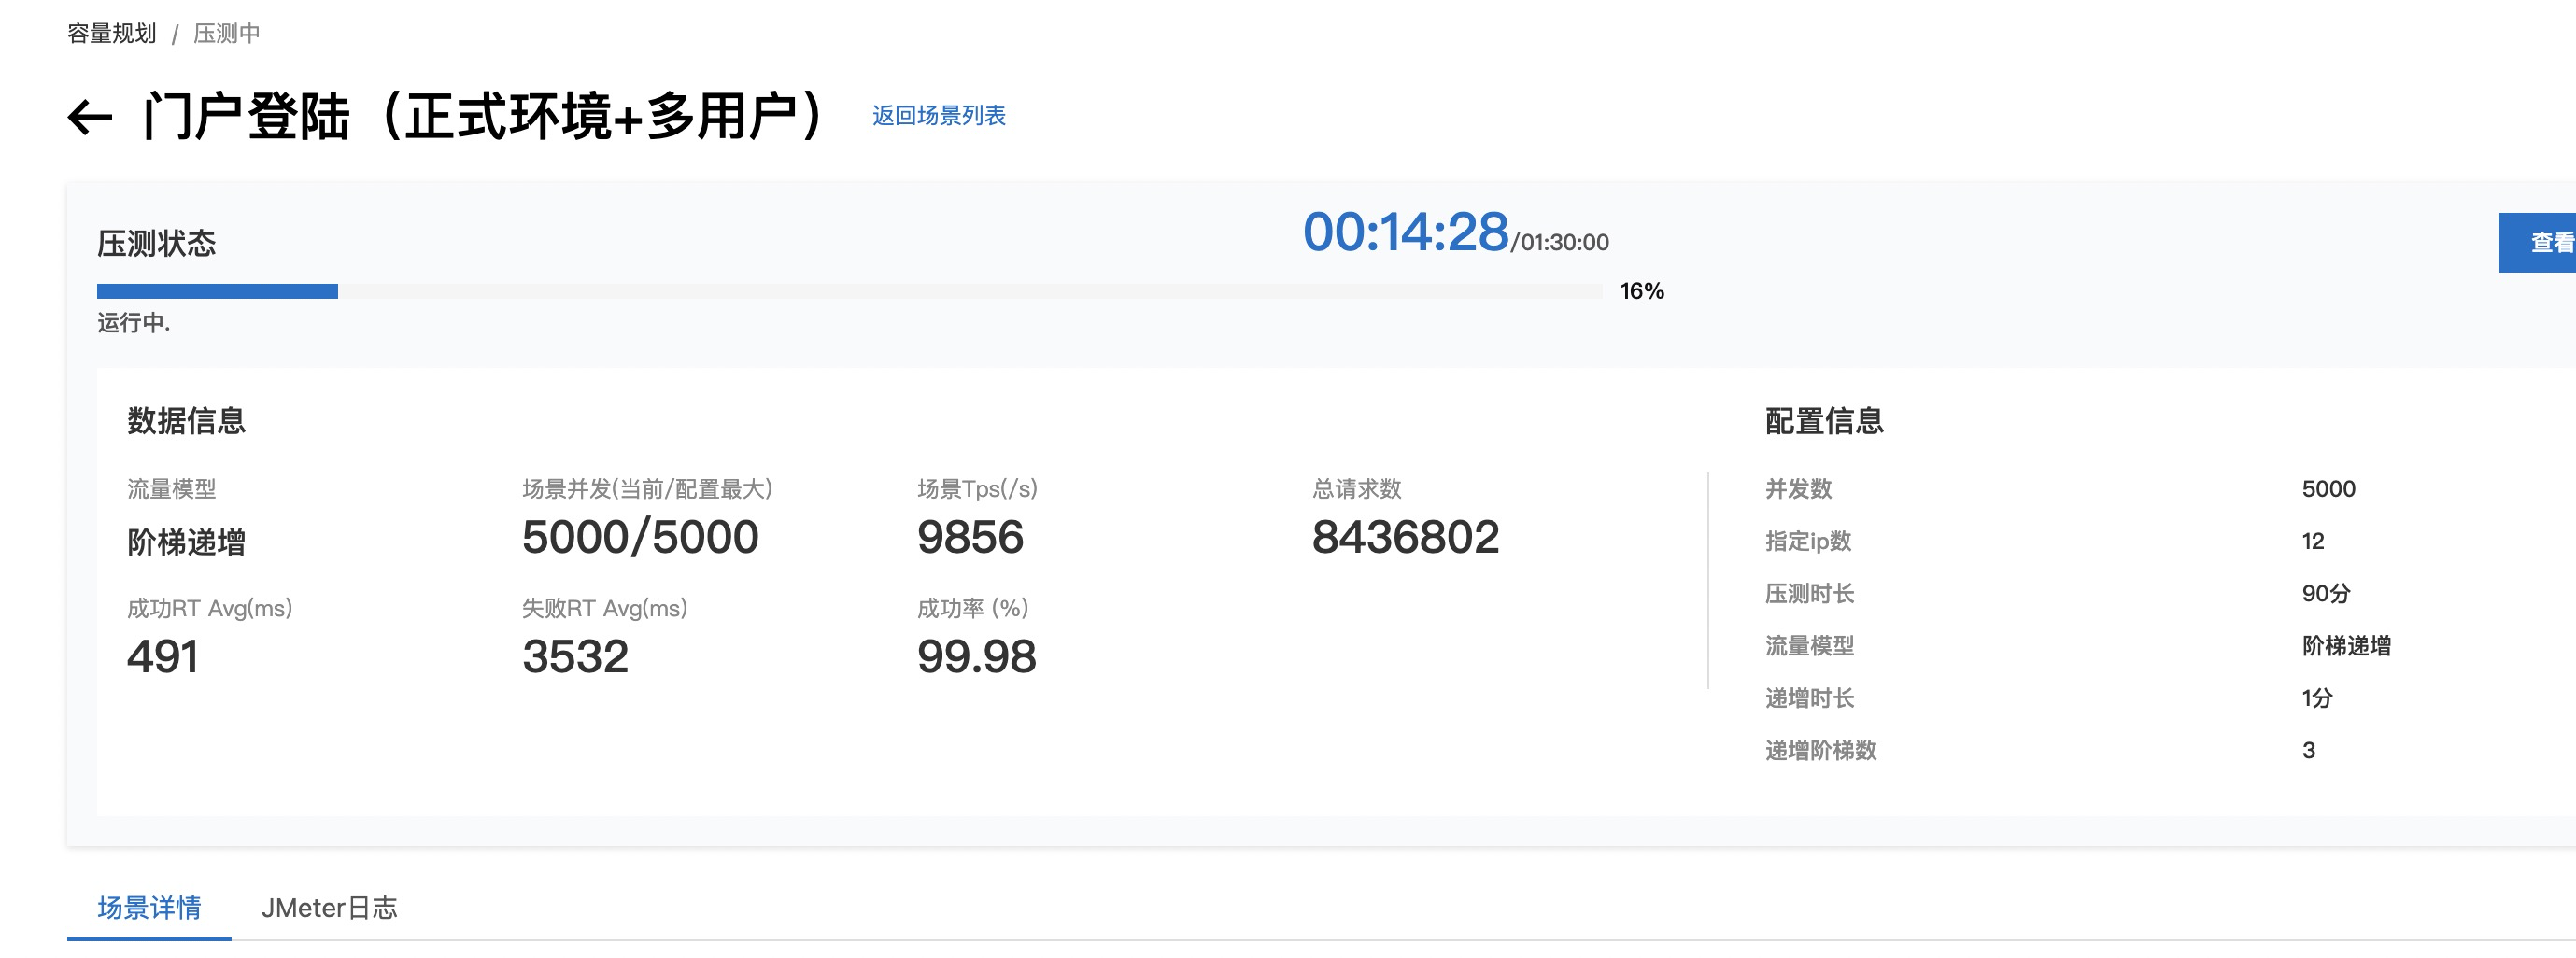 容量规划 / 压测中
门户登陆（正式环境+多用户） 返回场景列表
压测状态
00:14:28/01:30:00
查看
16%
运行中.
数据信息
流量模型 场景并发(当前/配置最大) 场景Tps(/s) 总请求数
阶梯递增 5000/5000 9856 8436802
成功RT Avg(ms) 失败RT Avg(ms) 成功率 (%)
491 3532 99.98
配置信息
并发数 5000
指定ip数 12
压测时长 90分
流量模型 阶梯递增
递增时长 1分
递增阶梯数 3
场景详情 JMeter日志